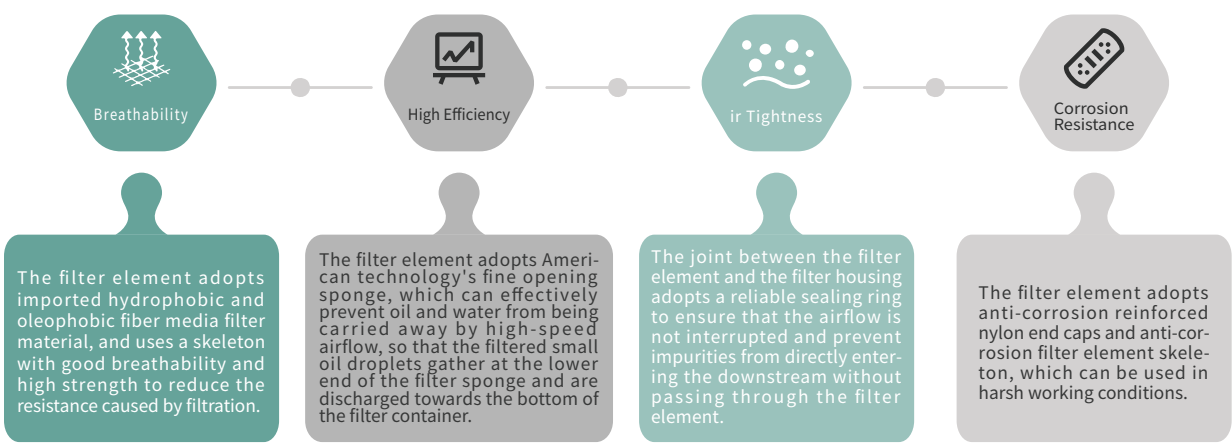 Breathability
High Efficiency
ir Tightness
Corrosion
Resistance
The filter element adopts
imported hydrophobic and
oleophobic fiber media filter
material, and uses a skeleton
with good breathability and
high strength to reduce the
resistance caused by filtration.
The filter element adopts Ameri-
can technology's fine opening
sponge, which can effectively
prevent oil and water from being
carried away by high-speed
airflow, so that the filtered small
oil droplets gather at the lower
end of the filter sponge and are
discharged towards the bottom of
the filter container.
The joint between the filter
element and the filter housing
adopts a reliable sealing ring
to ensure that the airflow is
not interrupted and prevent
impurities from directly enter-
ing the downstream without
passing through the filter
element.
The filter element adopts
anti-corrosion reinforced
nylon end caps and anti-cor-
rosion filter element skele-
ton, which can be used in
harsh working conditions.